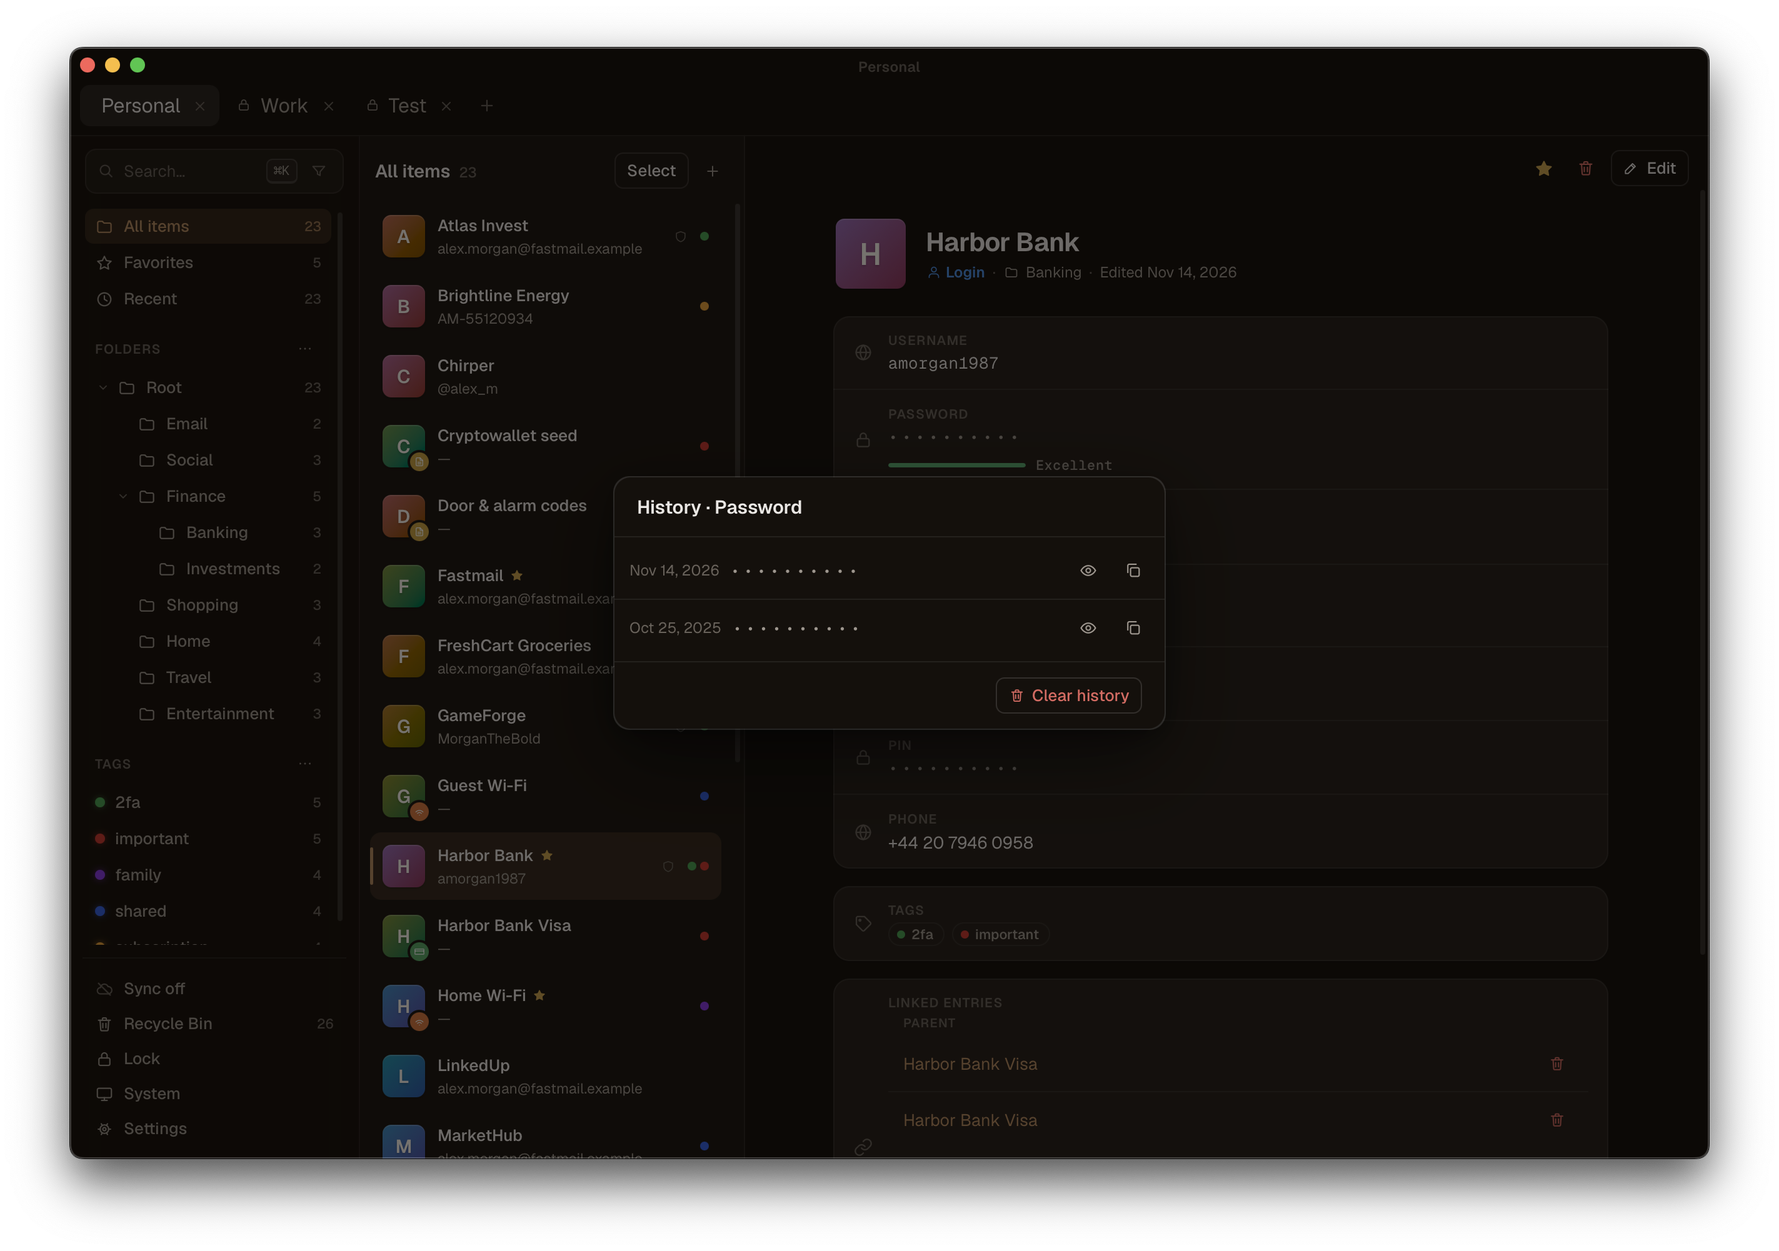 Personal
Personal
Work
Test
Search...
⌘K
All items 23
Favorites 5
Recent 23
FOLDERS
Root 23
Email 2
Social 3
Finance 5
Banking 3
Investments 2
Shopping 3
Home 4
Travel 3
Entertainment 3
TAGS
2fa 5
important 5
family 4
shared 4
Sync off
Recycle Bin 26
Lock
System
Settings
All items 23
Select
A
Atlas Invest
alex.morgan@fastmail.example
B
Brightline Energy
AM-55120934
C
Chirper
@alex_m
C
Cryptowallet seed
—
D
Door & alarm codes
—
F
Fastmail
alex.morgan@fastmail.exam
F
FreshCart Groceries
alex.morgan@fastmail.exam
G
GameForge
MorganTheBold
G
Guest Wi-Fi
—
H
Harbor Bank
amorgan1987
H
Harbor Bank Visa
—
H
Home Wi-Fi
—
L
LinkedUp
alex.morgan@fastmail.example
M
MarketHub
Edit
H
Harbor Bank
Login · Banking · Edited Nov 14, 2026
USERNAME
amorgan1987
PASSWORD
••••••••••
Excellent
History · Password
Nov 14, 2026 ••••••••••
Oct 25, 2025 ••••••••••
Clear history
PIN
••••••••••
PHONE
+44 20 7946 0958
TAGS
2fa
important
LINKED ENTRIES
PARENT
Harbor Bank Visa
Harbor Bank Visa